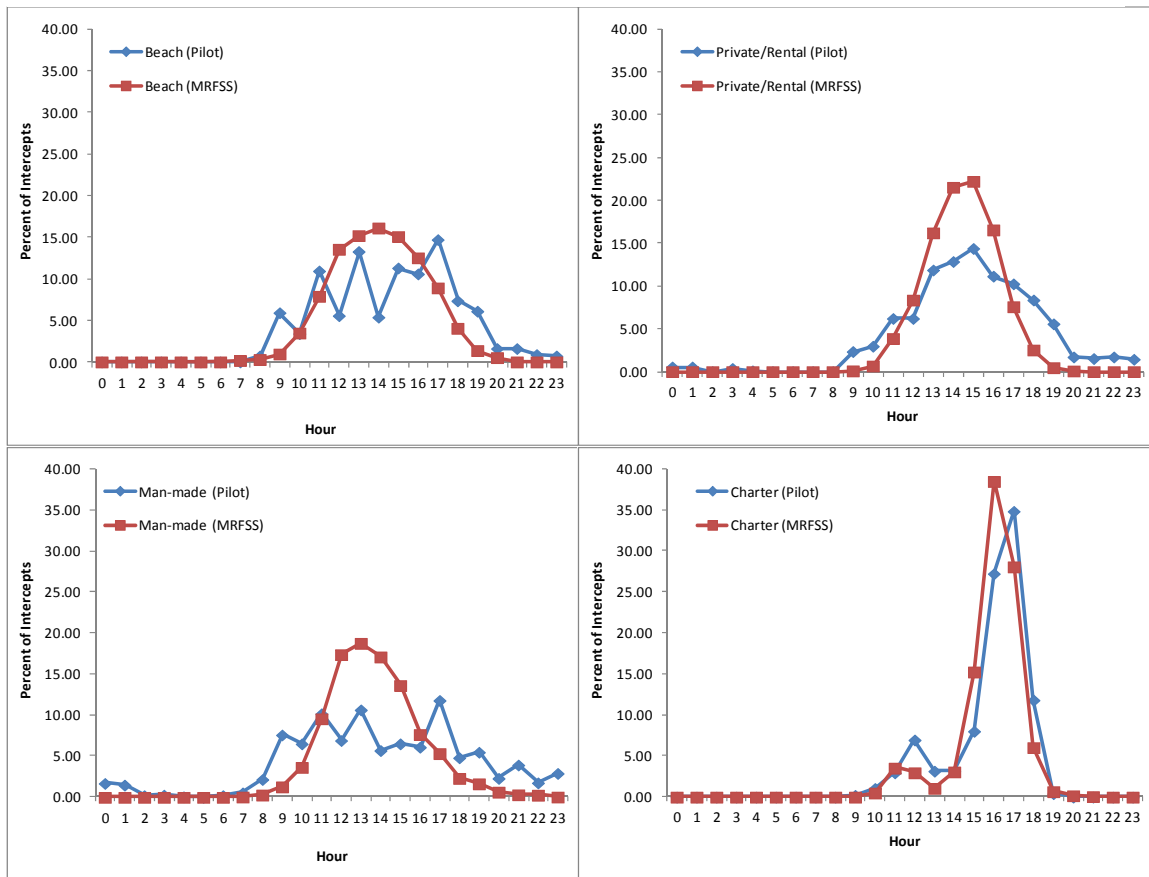 40.00
35.00
30.00
25.00
20.00
15.00
10.00
5.00
0.00
Percent of Intercepts
Beach (Pilot)
Beach (MRFSS)
0 1 2 3 4 5 6 7 8 9 10 11 12 13 14 15 16 17 18 19 20 21 22 23
Hour
40.00
35.00
30.00
25.00
20.00
15.00
10.00
5.00
0.00
Percent of Intercepts
Private/Rental (Pilot)
Private/Rental (MRFSS)
0 1 2 3 4 5 6 7 8 9 10 11 12 13 14 15 16 17 18 19 20 21 22 23
Hour
40.00
35.00
30.00
25.00
20.00
15.00
10.00
5.00
0.00
Percent of Intercepts
Man-made (Pilot)
Man-made (MRFSS)
0 1 2 3 4 5 6 7 8 9 10 11 12 13 14 15 16 17 18 19 20 21 22 23
Hour
40.00
35.00
30.00
25.00
20.00
15.00
10.00
5.00
0.00
Percent of Intercepts
Charter (Pilot)
Charter (MRFSS)
0 1 2 3 4 5 6 7 8 9 10 11 12 13 14 15 16 17 18 19 20 21 22 23
Hour